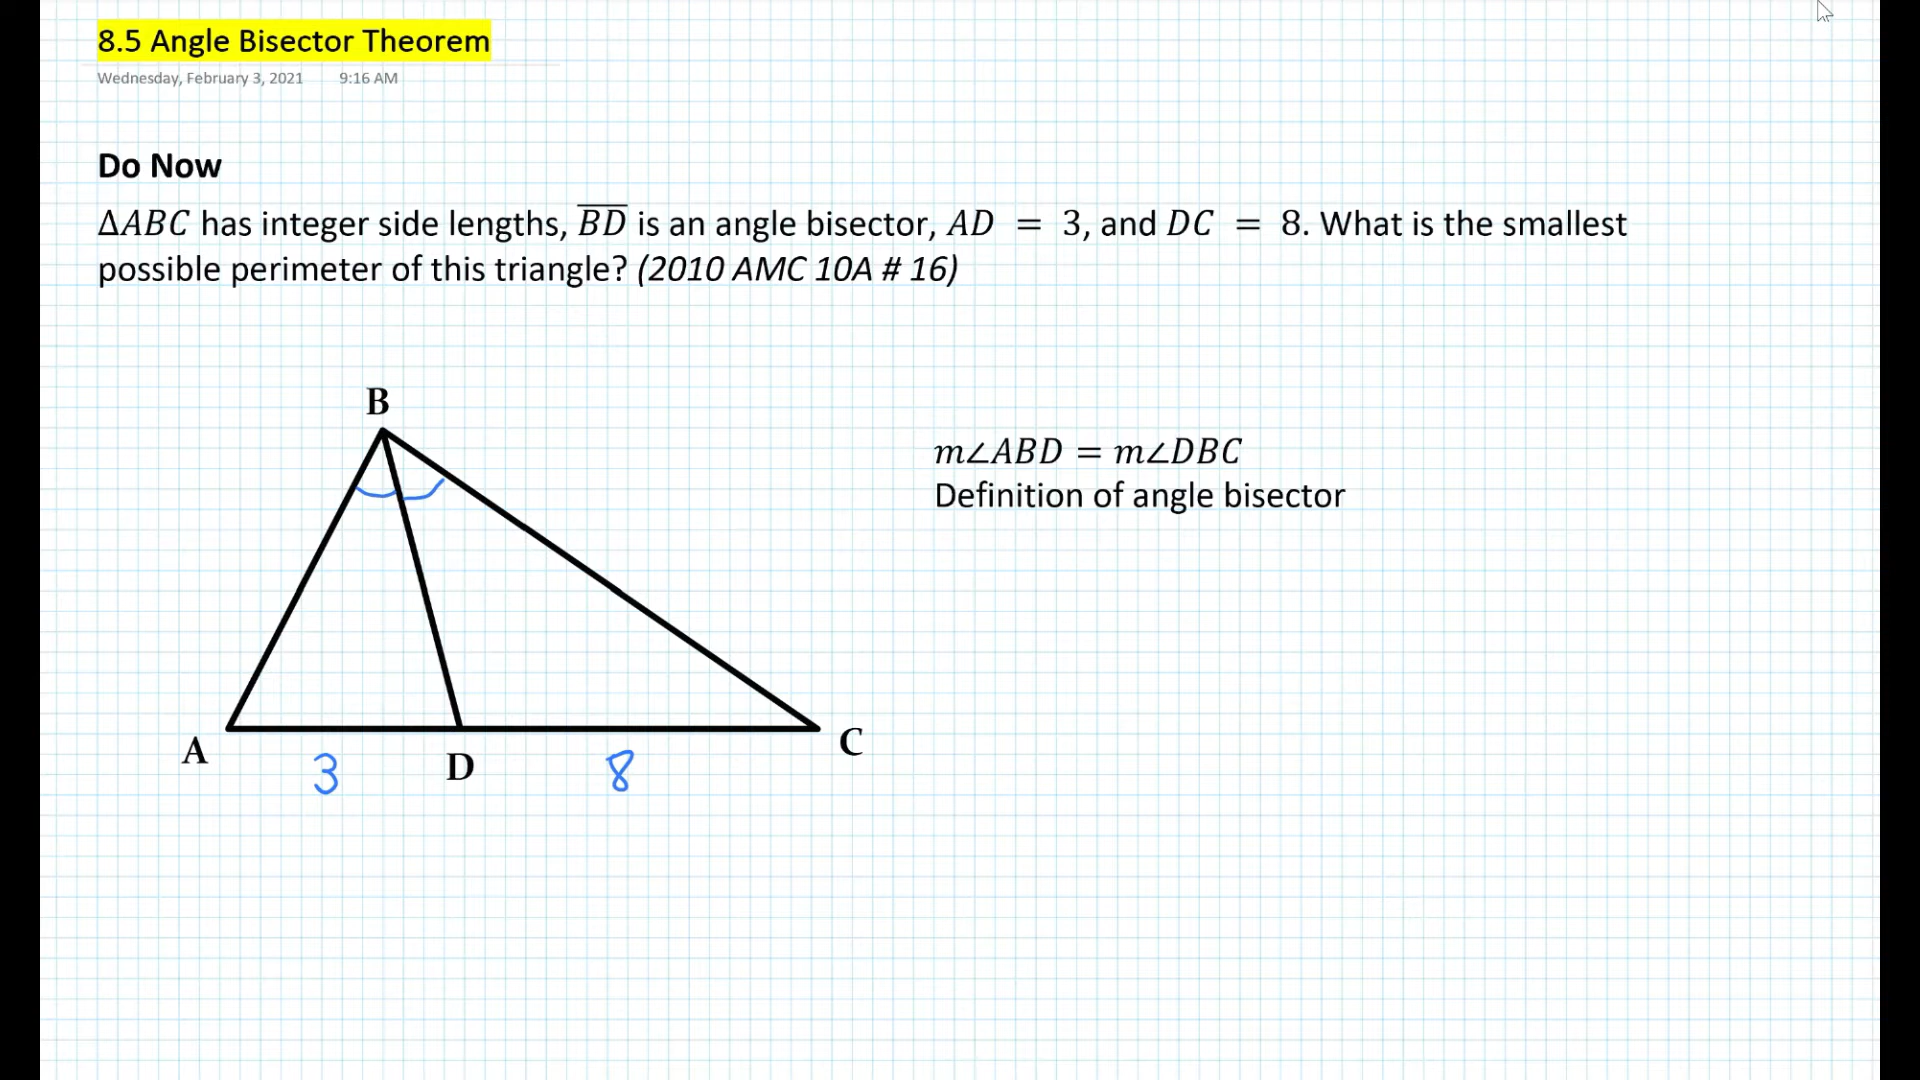 8.5 Angle Bisector Theorem
Wednesday, February 3, 2021 9:16 AM
Do Now
ΔABC has integer side lengths, B̅D̅ is an angle bisector, AD = 3, and DC = 8. What is the smallest
possible perimeter of this triangle? (2010 AMC 10A # 16)
B
m∠ABD = m∠DBC
Definition of angle bisector
A
D
C
3
8